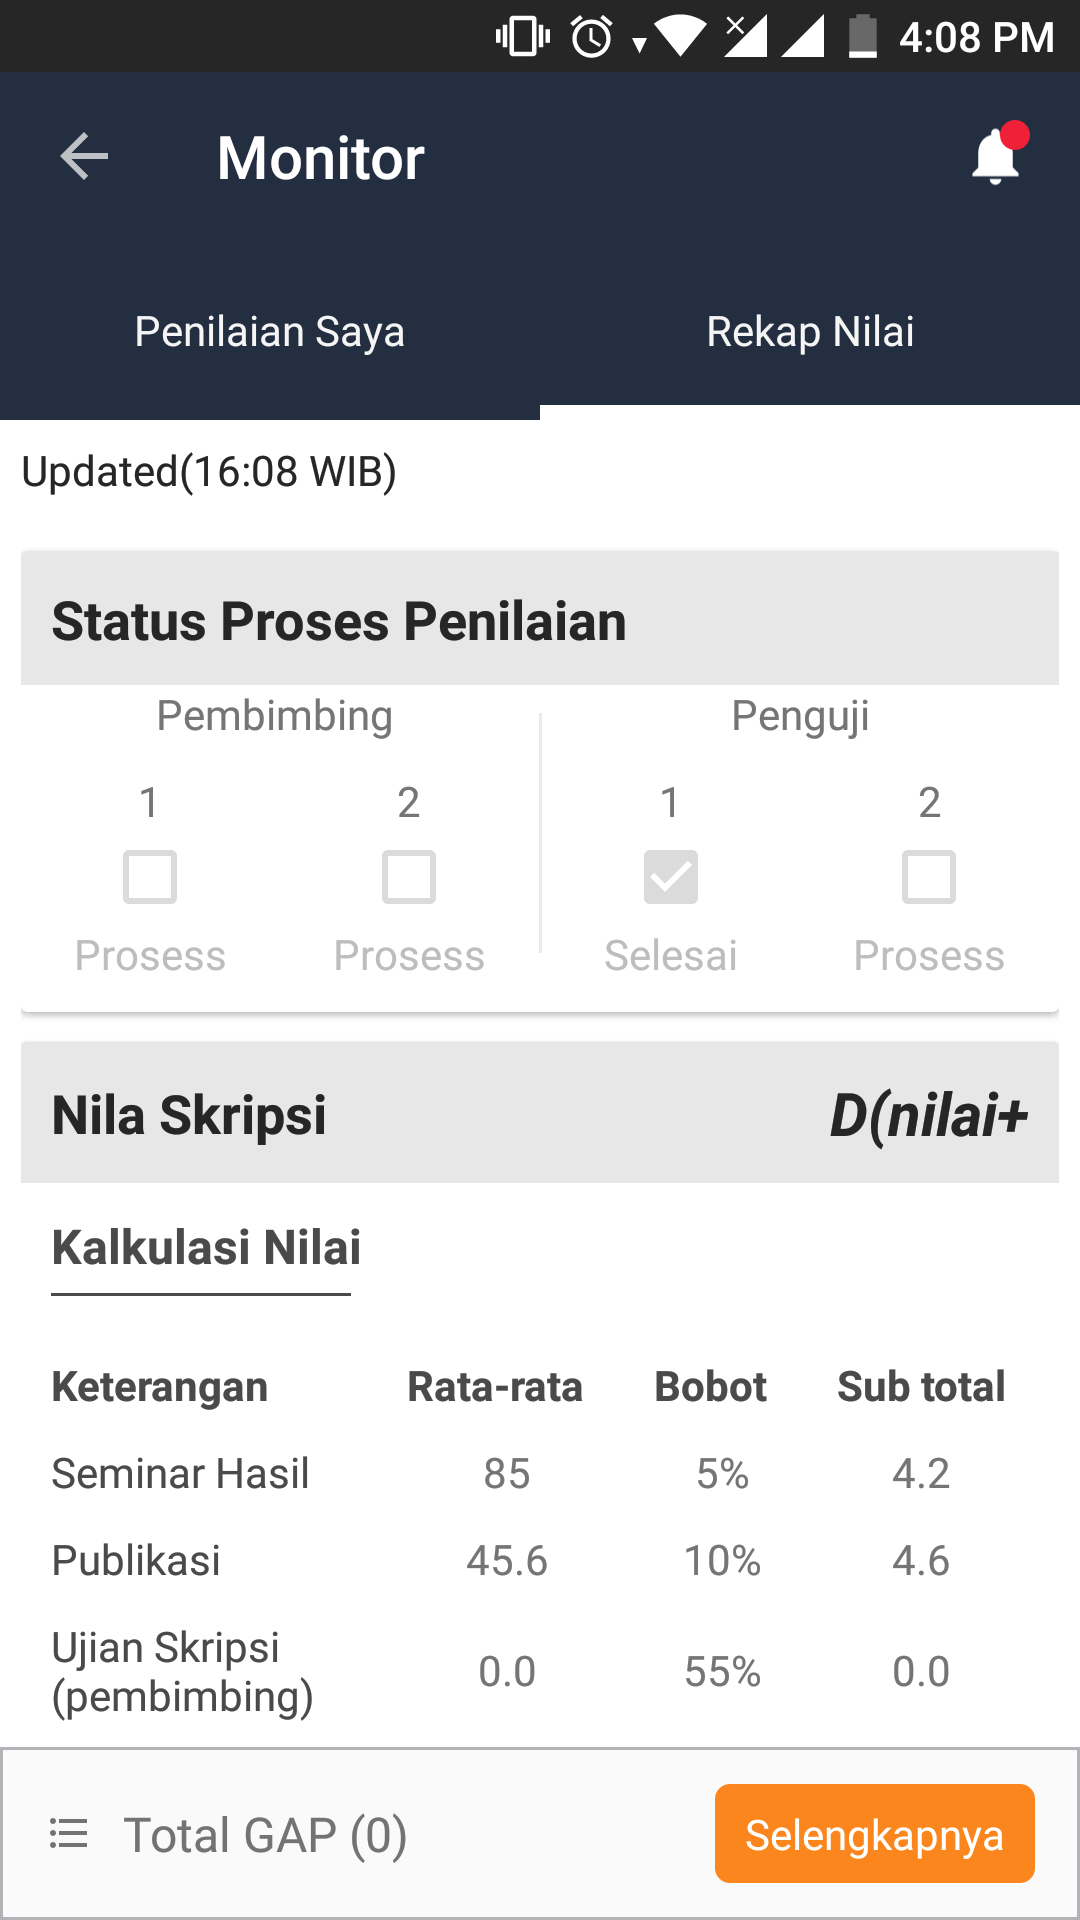 4:08 PM
Monitor
Penilaian Saya
Rekap Nilai
Updated(16:08 WIB)
Status Proses Penilaian
Pembimbing
Penguji
1 2 1 2
Prosess Prosess Selesai Prosess
Nila Skripsi
D(nilai+
Kalkulasi Nilai
Keterangan Rata-rata Bobot Sub total
Seminar Hasil 85 5% 4.2
Publikasi 45.6 10% 4.6
Ujian Skripsi
(pembimbing) 0.0 55% 0.0
Total GAP (0)
Selengkapnya